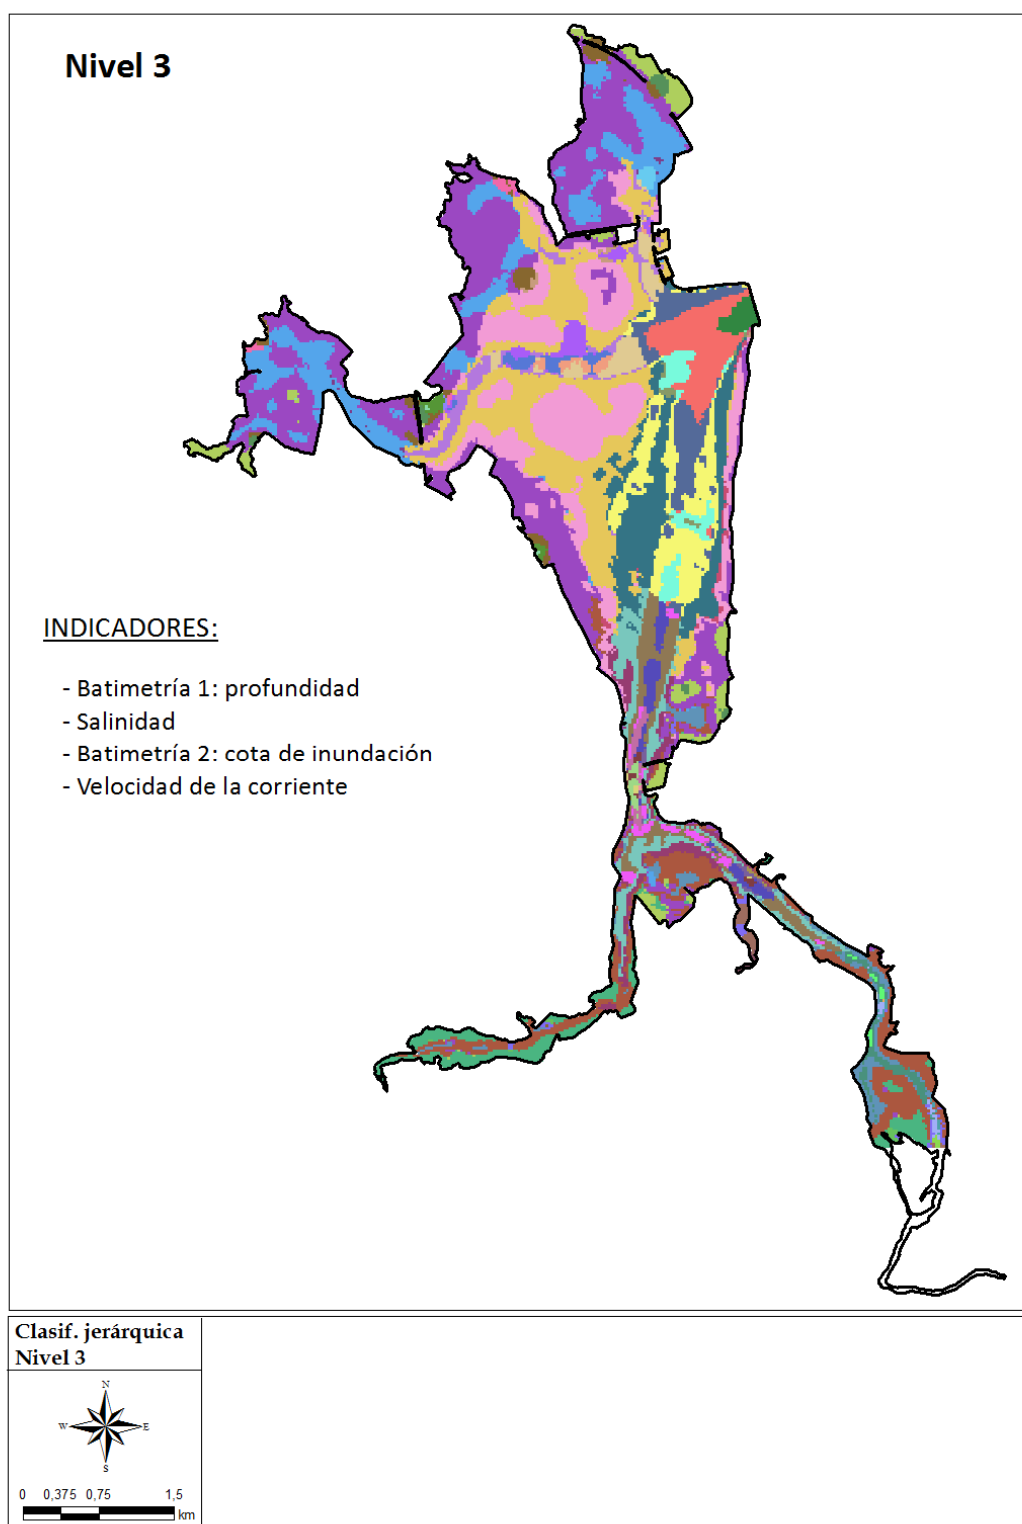 Nivel 3
INDICADORES:
- Batimetría 1: profundidad
- Salinidad
- Batimetría 2: cota de inundación
- Velocidad de la corriente
Clasif. jerárquica
Nivel 3
N
W E
S
0 0,375 0,75 1,5
km